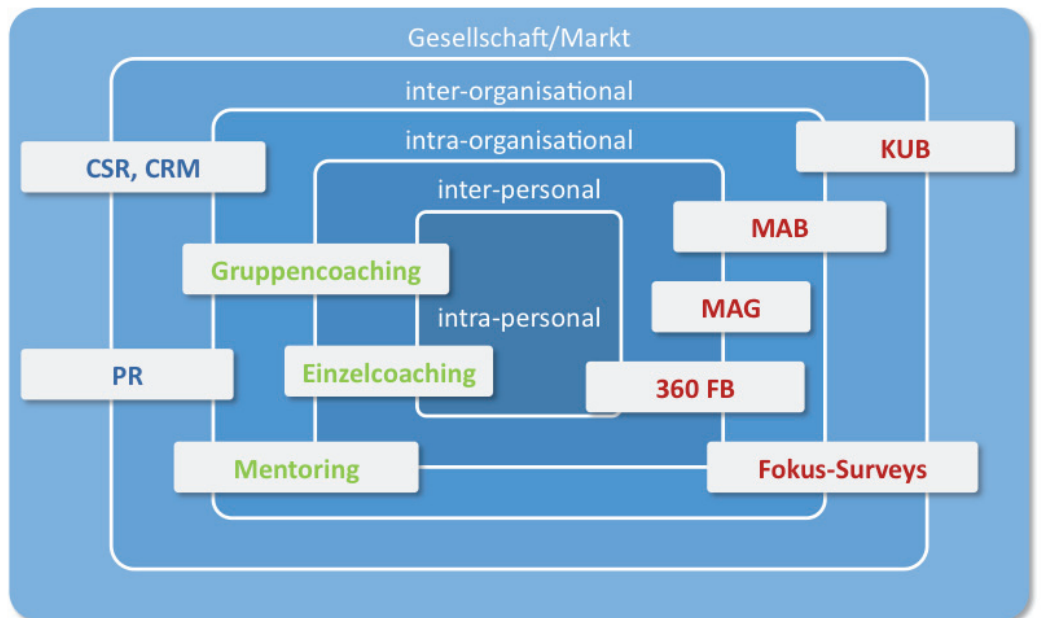 Gesellschaft/Markt
inter-organisational
intra-organisational
KUB
CSR, CRM
inter-personal
MAB
Gruppencoaching
MAG
intra-personal
PR
Einzelcoaching
360 FB
Mentoring
Fokus-Surveys